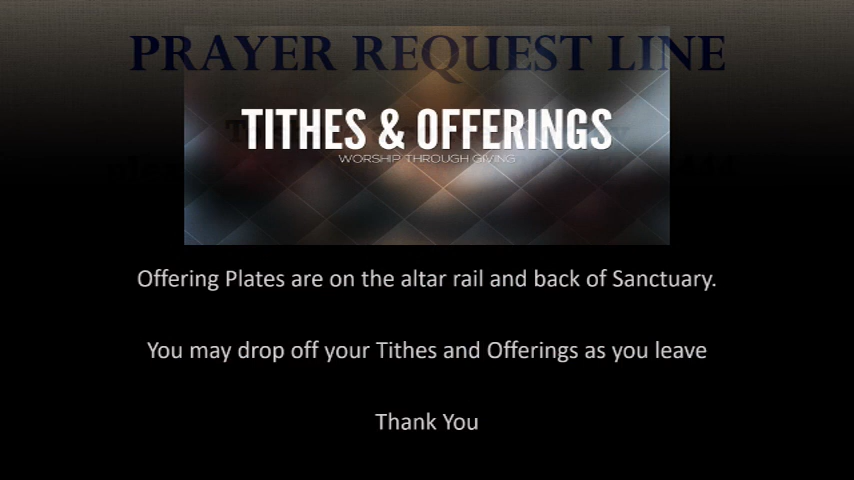 PRAYER REQUEST LINE
TITHES & OFFERINGS
WORSHIP THROUGH GIVING
Offering Plates are on the altar rail and back of Sanctuary.
You may drop off your Tithes and Offerings as you leave
Thank You